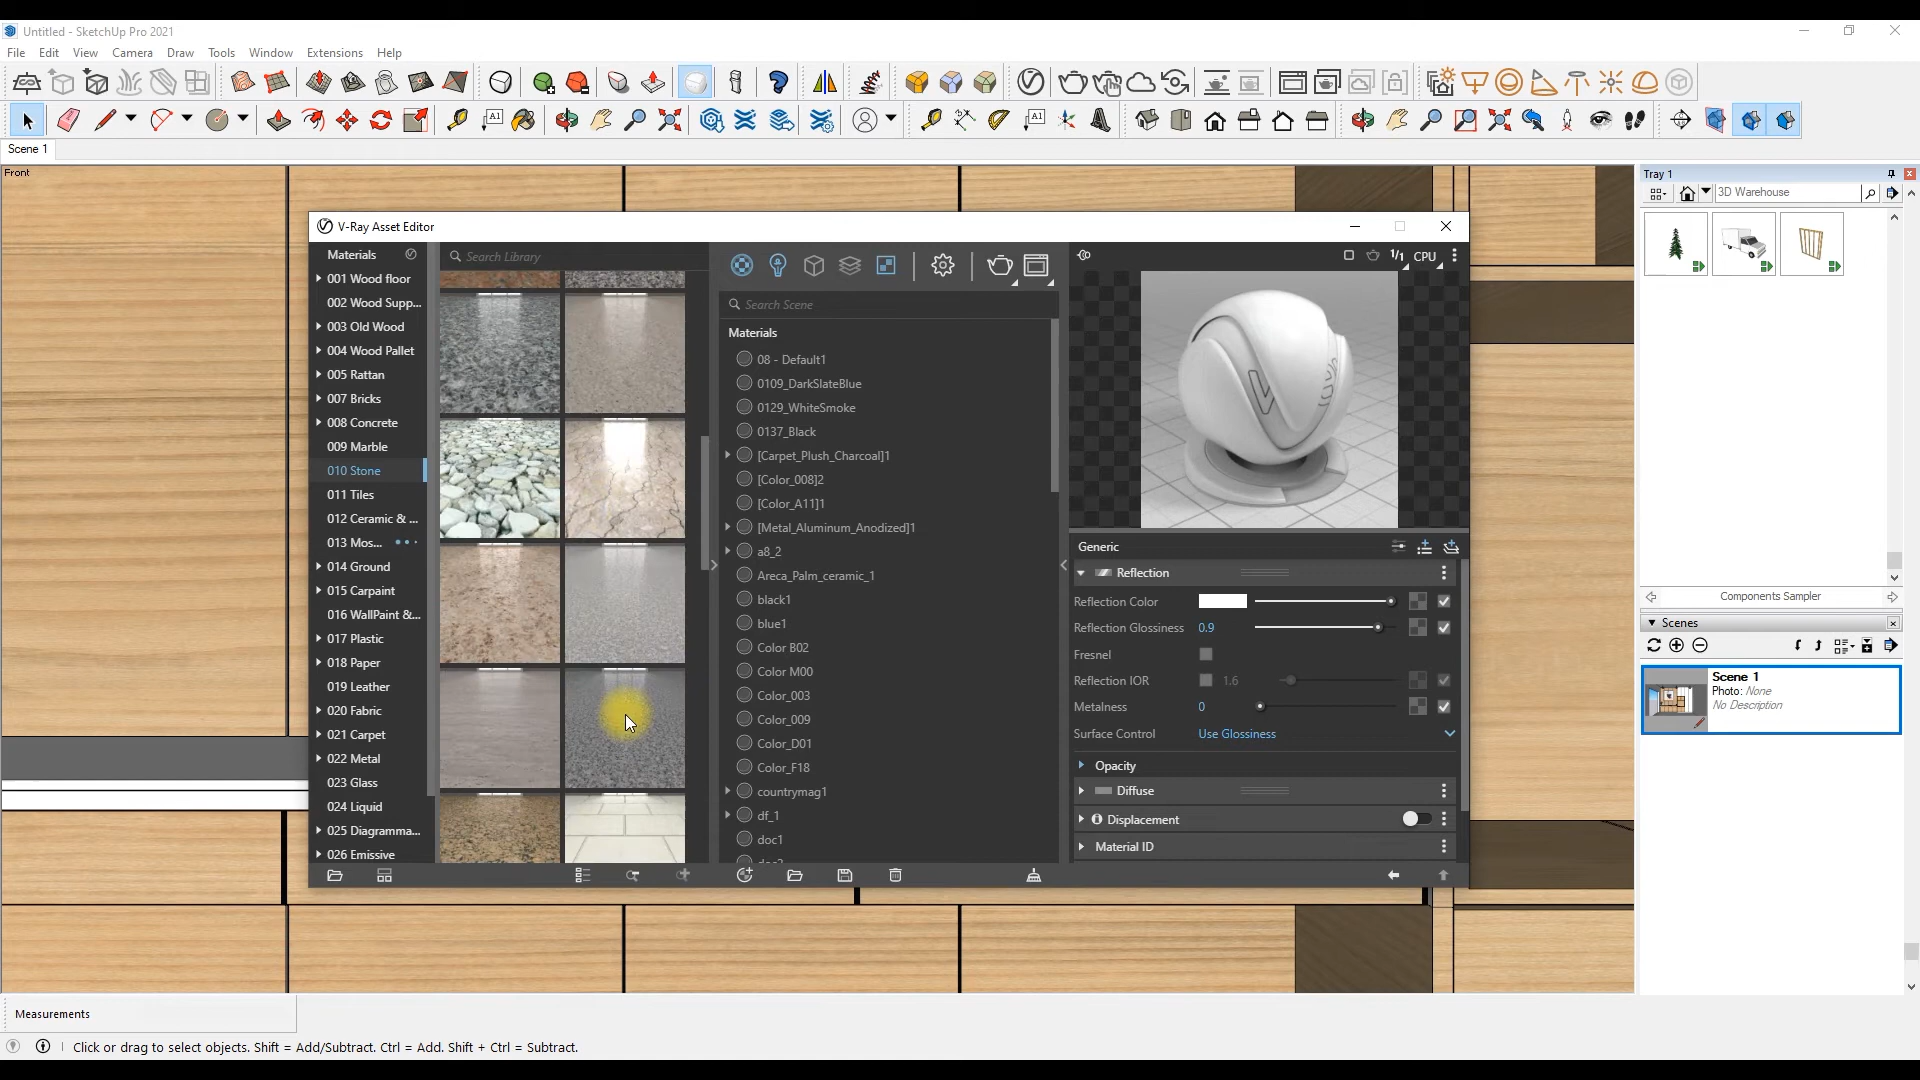 Untitled - SketchUp Pro 2021
File Edit View Camera Draw Tools Window Extensions Help
Scene 1
Front
V-Ray Asset Editor
Materials
001 Wood floor
002 Wood Supp...
003 Old Wood
004 Wood Pallet
005 Rattan
007 Bricks
008 Concrete
009 Marble
010 Stone
011 Tiles
012 Ceramic & ...
013 Mos...
014 Ground
015 Carpaint
016 WallPaint &...
017 Plastic
018 Paper
019 Leather
020 Fabric
021 Carpet
022 Metal
023 Glass
024 Liquid
025 Diagramma...
026 Emissive
Search Library
Search Scene
Materials
08 - Default1
0109_DarkSlateBlue
0129_WhiteSmoke
0137_Black
[Carpet_Plush_Charcoal]1
[Color_008]2
[Color_A11]1
[Metal_Aluminum_Anodized]1
a8_2
Areca_Palm_ceramic_1
black1
blue1
Color B02
Color M00
Color_003
Color_009
Color_D01
Color_F18
countrymag1
df_1
doc1
1/1 CPU
Generic
Reflection
Reflection Color
Reflection Glossiness 0.9
Fresnel
Reflection IOR 1.6
Metalness 0
Surface Control Use Glossiness
Opacity
Diffuse
Displacement
Material ID
Tray 1
3D Warehouse
Components Sampler
Scenes
Scene 1
Photo: None
No Description
Measurements
Click or drag to select objects. Shift = Add/Subtract. Ctrl = Add. Shift + Ctrl = Subtract.